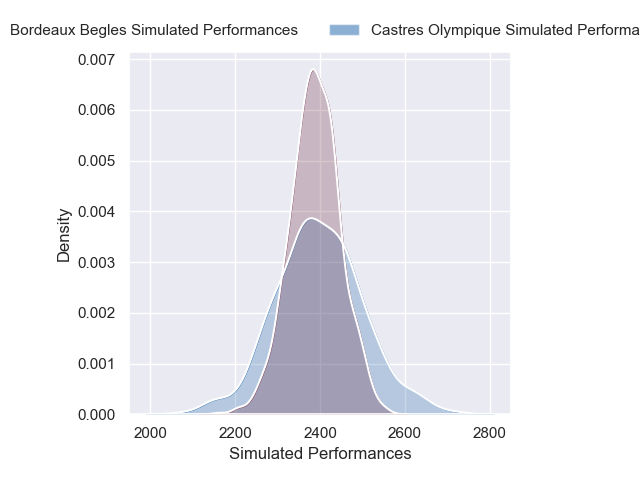 Bordeaux Begles Simulated Performances Castres Olympique Simulated Performa
0.007
0.006
0.005
0.004
0.003
0.002
0.001
0.000
Density
2000 2200 2400 2600 2800
Simulated Performances